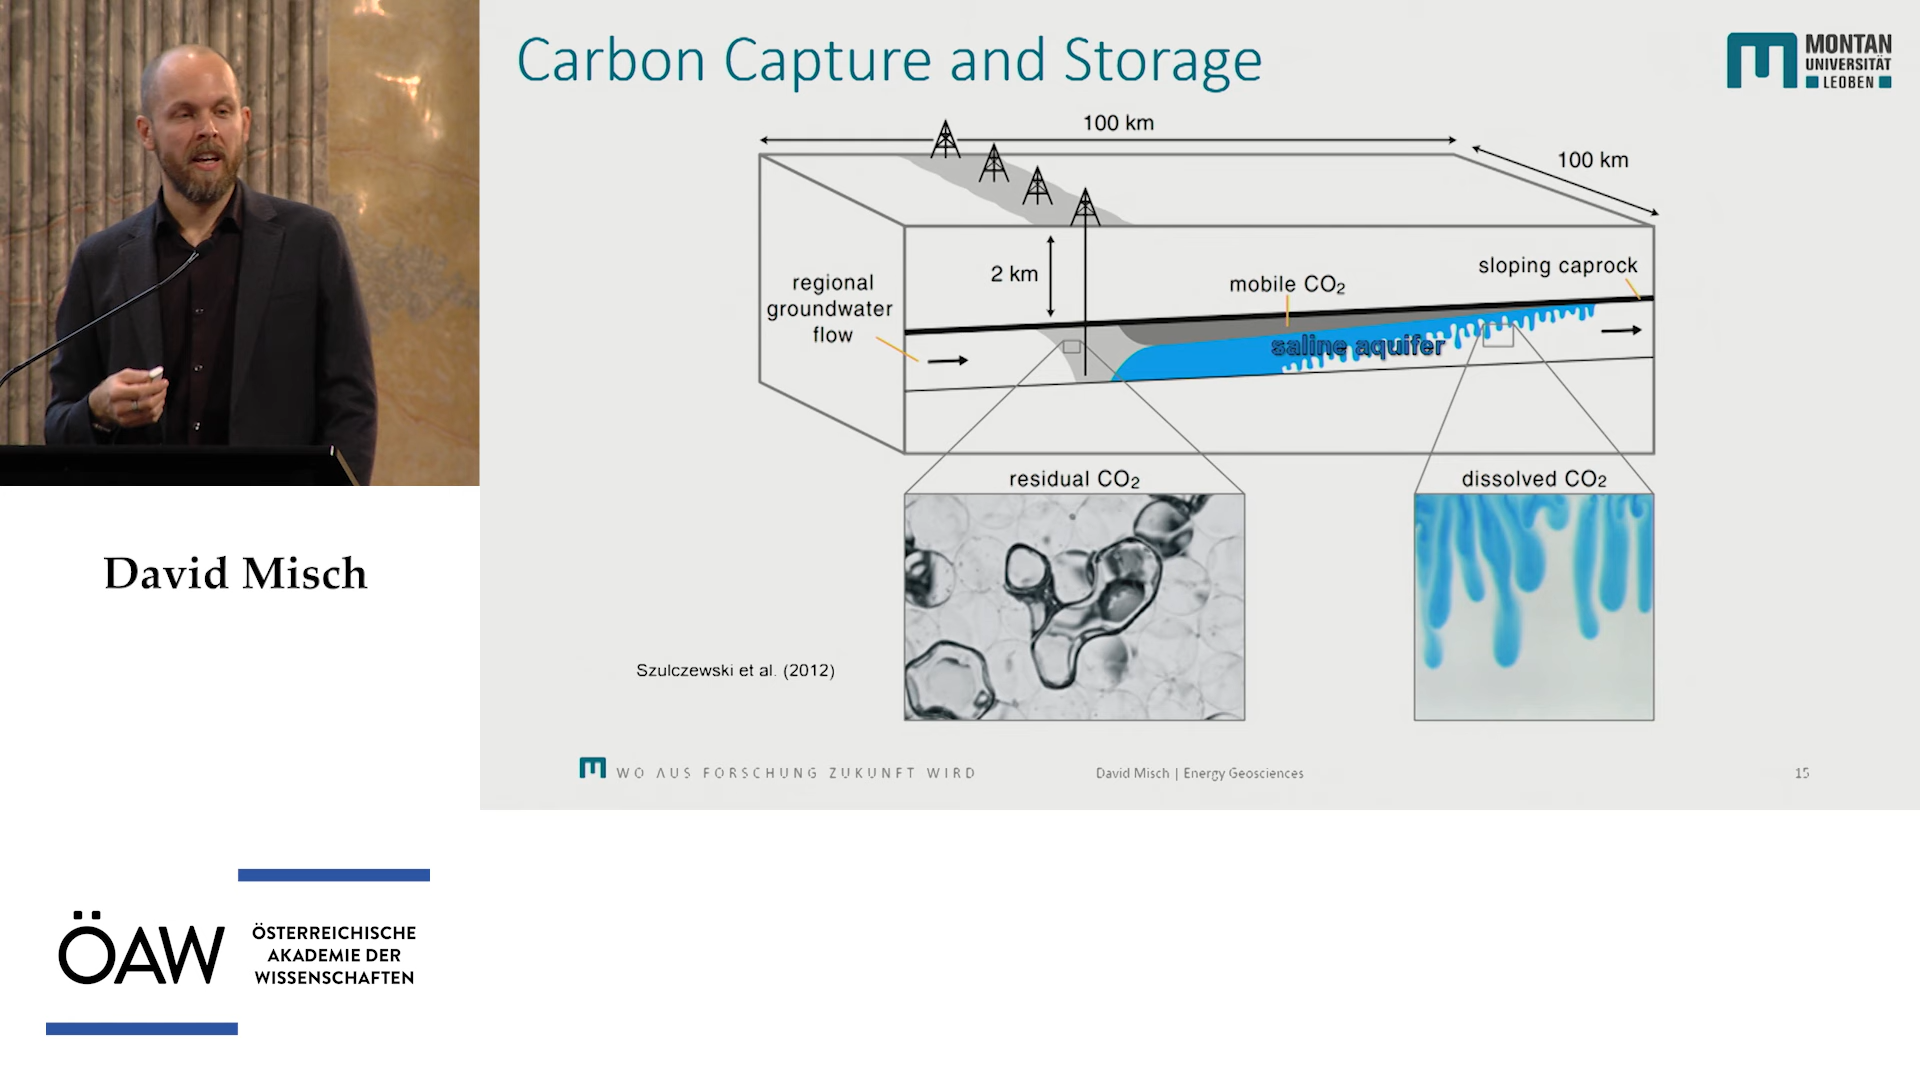 Carbon Capture and Storage
MONTAN
UNIVERSITÄT
LEOBEN
100 km
100 km
2 km
regional
groundwater
flow
mobile CO₂
sloping caprock
saline aquifer
residual CO₂
dissolved CO₂
Szulczewski et al. (2012)
WO AUS FORSCHUNG ZUKUNFT WIRD
David Misch | Energy Geosciences
15
David Misch
ÖAW
ÖSTERREICHISCHE
AKADEMIE DER
WISSENSCHAFTEN